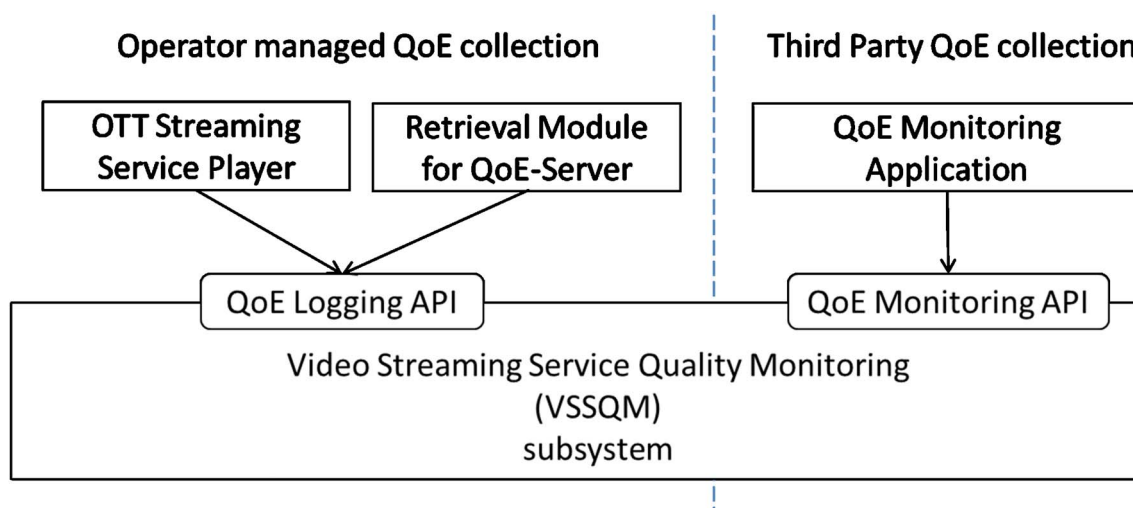 Operator managed QoE collection
Third Party QoE collection
OTT Streaming
Service Player
Retrieval Module
for QoE-Server
QoE Monitoring
Application
QoE Logging API
QoE Monitoring API
Video Streaming Service Quality Monitoring
(VSSQM)
subsystem